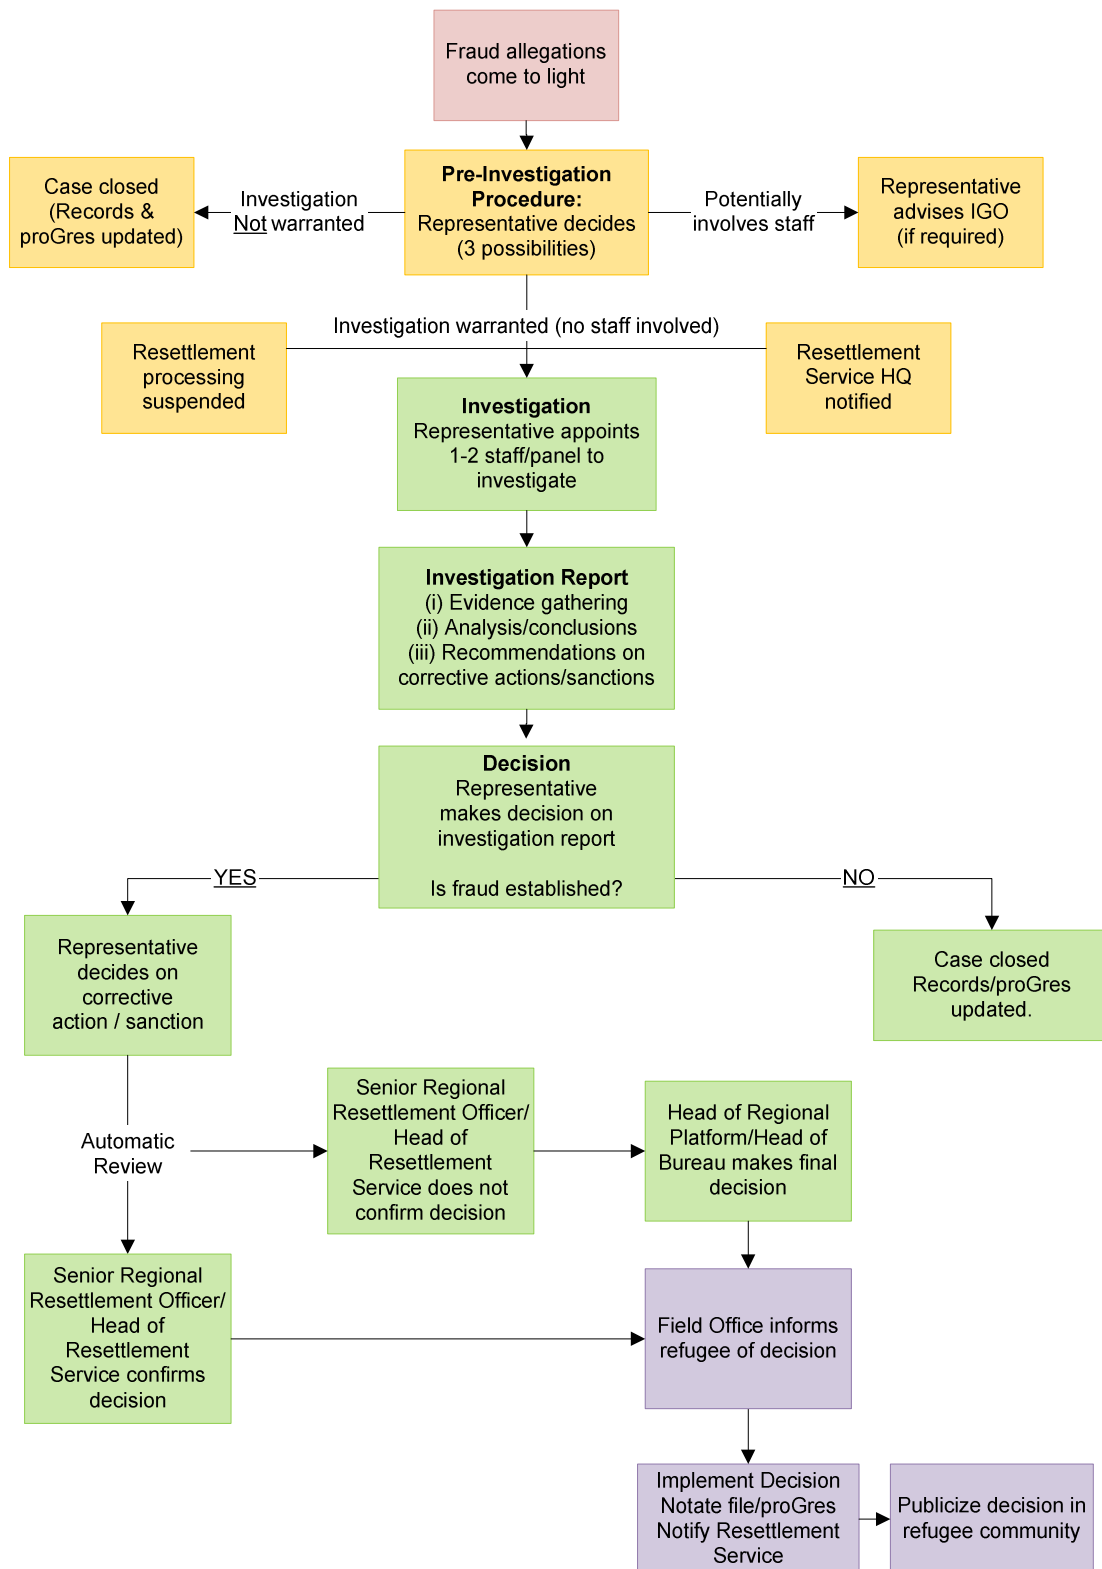 Fraud allegations
come to light
Case closed
(Records &
proGres updated)
Investigation
Not warranted
Pre-Investigation
Procedure:
Representative decides
(3 possibilities)
Potentially
involves staff
Representative
advises IGO
(if required)
Investigation warranted (no staff involved)
Resettlement
processing
suspended
Resettlement
Service HQ
notified
Investigation
Representative appoints
1-2 staff/panel to
investigate
Investigation Report
(i) Evidence gathering
(ii) Analysis/conclusions
(iii) Recommendations on
corrective actions/sanctions
Decision
Representative
makes decision on
investigation report
Is fraud established?
YES
NO
Representative
decides on
corrective
action / sanction
Case closed
Records/proGres
updated.
Automatic
Review
Senior Regional
Resettlement Officer/
Head of
Resettlement
Service does not
confirm decision
Head of Regional
Platform/Head of
Bureau makes final
decision
Senior Regional
Resettlement Officer/
Head of
Resettlement
Service confirms
decision
Field Office informs
refugee of decision
Implement Decision
Notate file/proGres
Notify Resettlement
Service
Publicize decision in
refugee community